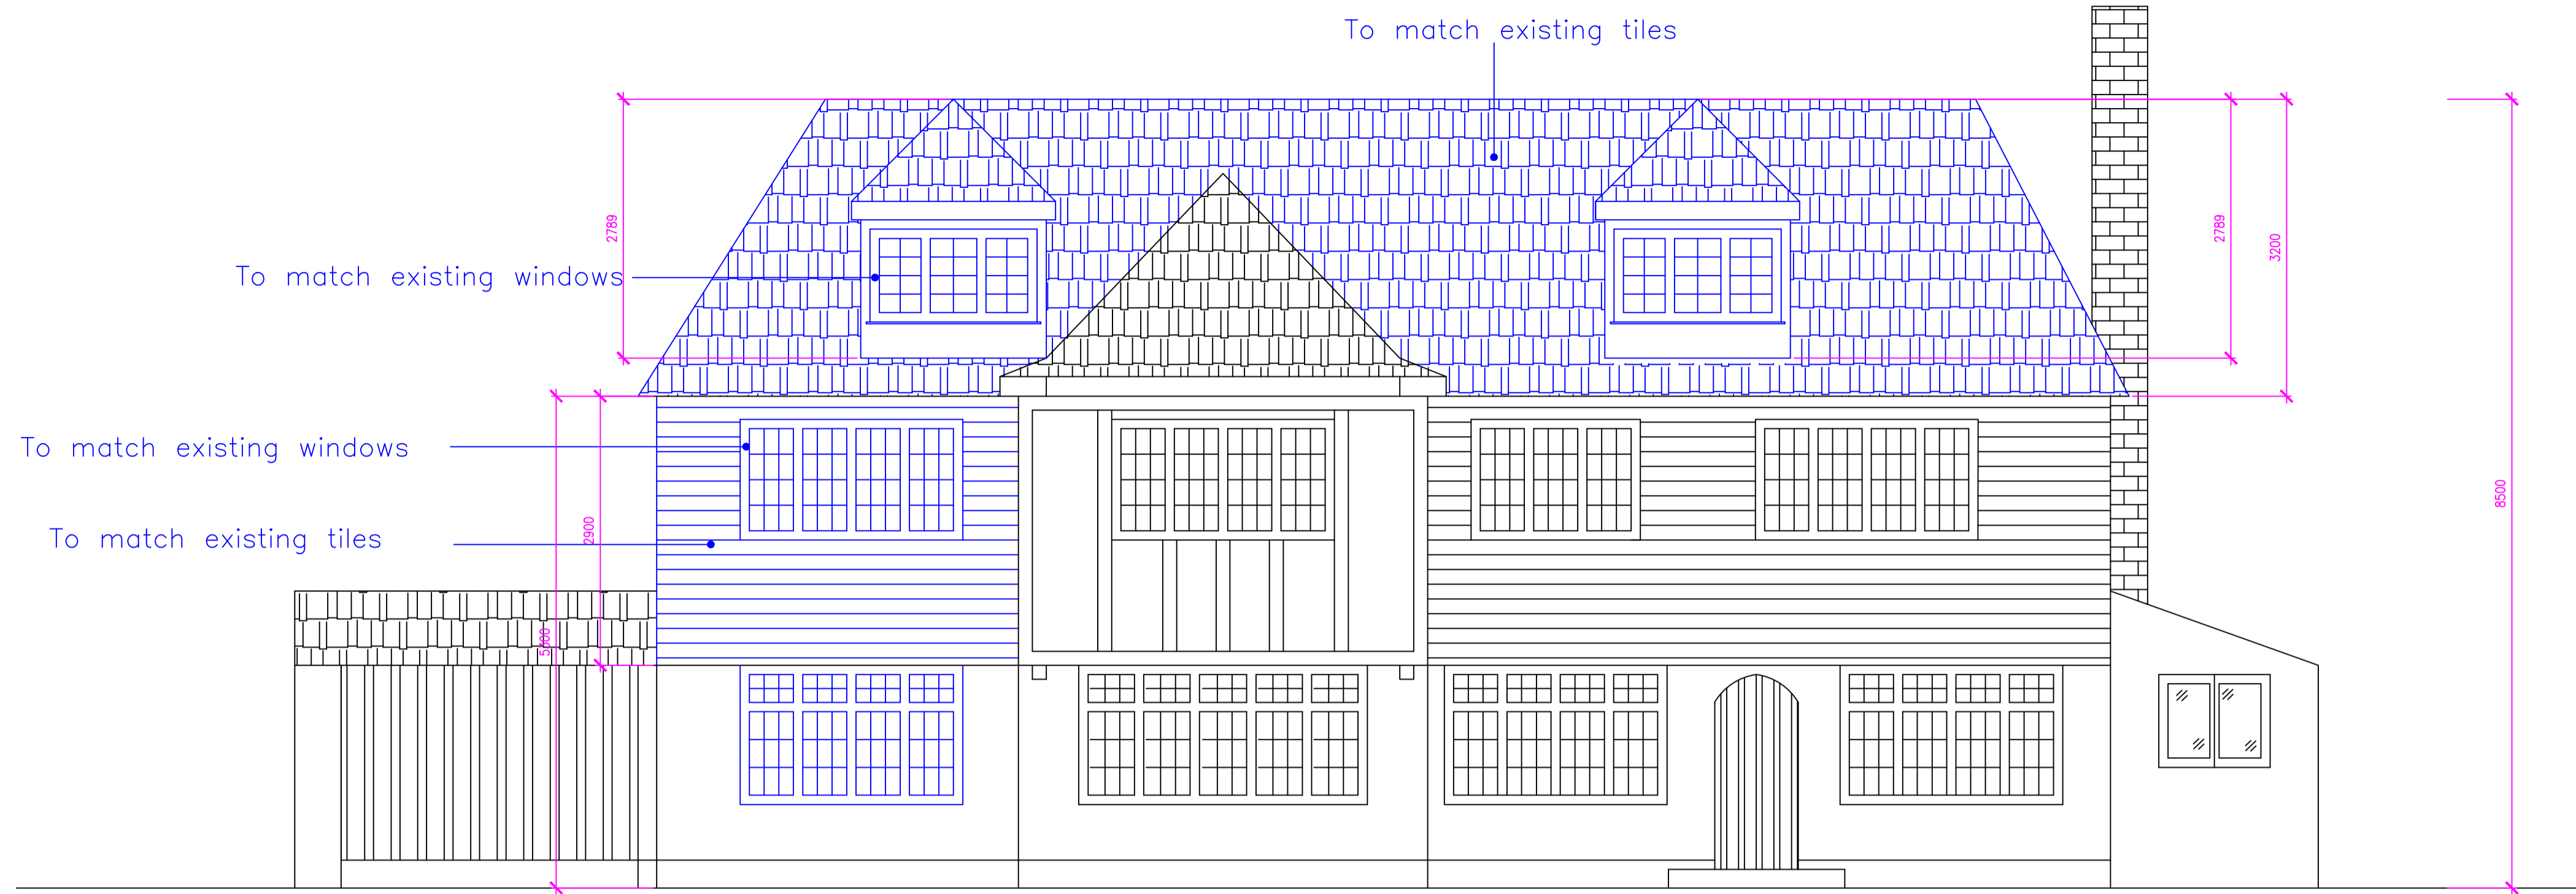 To match existing tiles
2789
2789
3200
To match existing windows
To match existing windows
8500
2900
To match existing tiles
5300